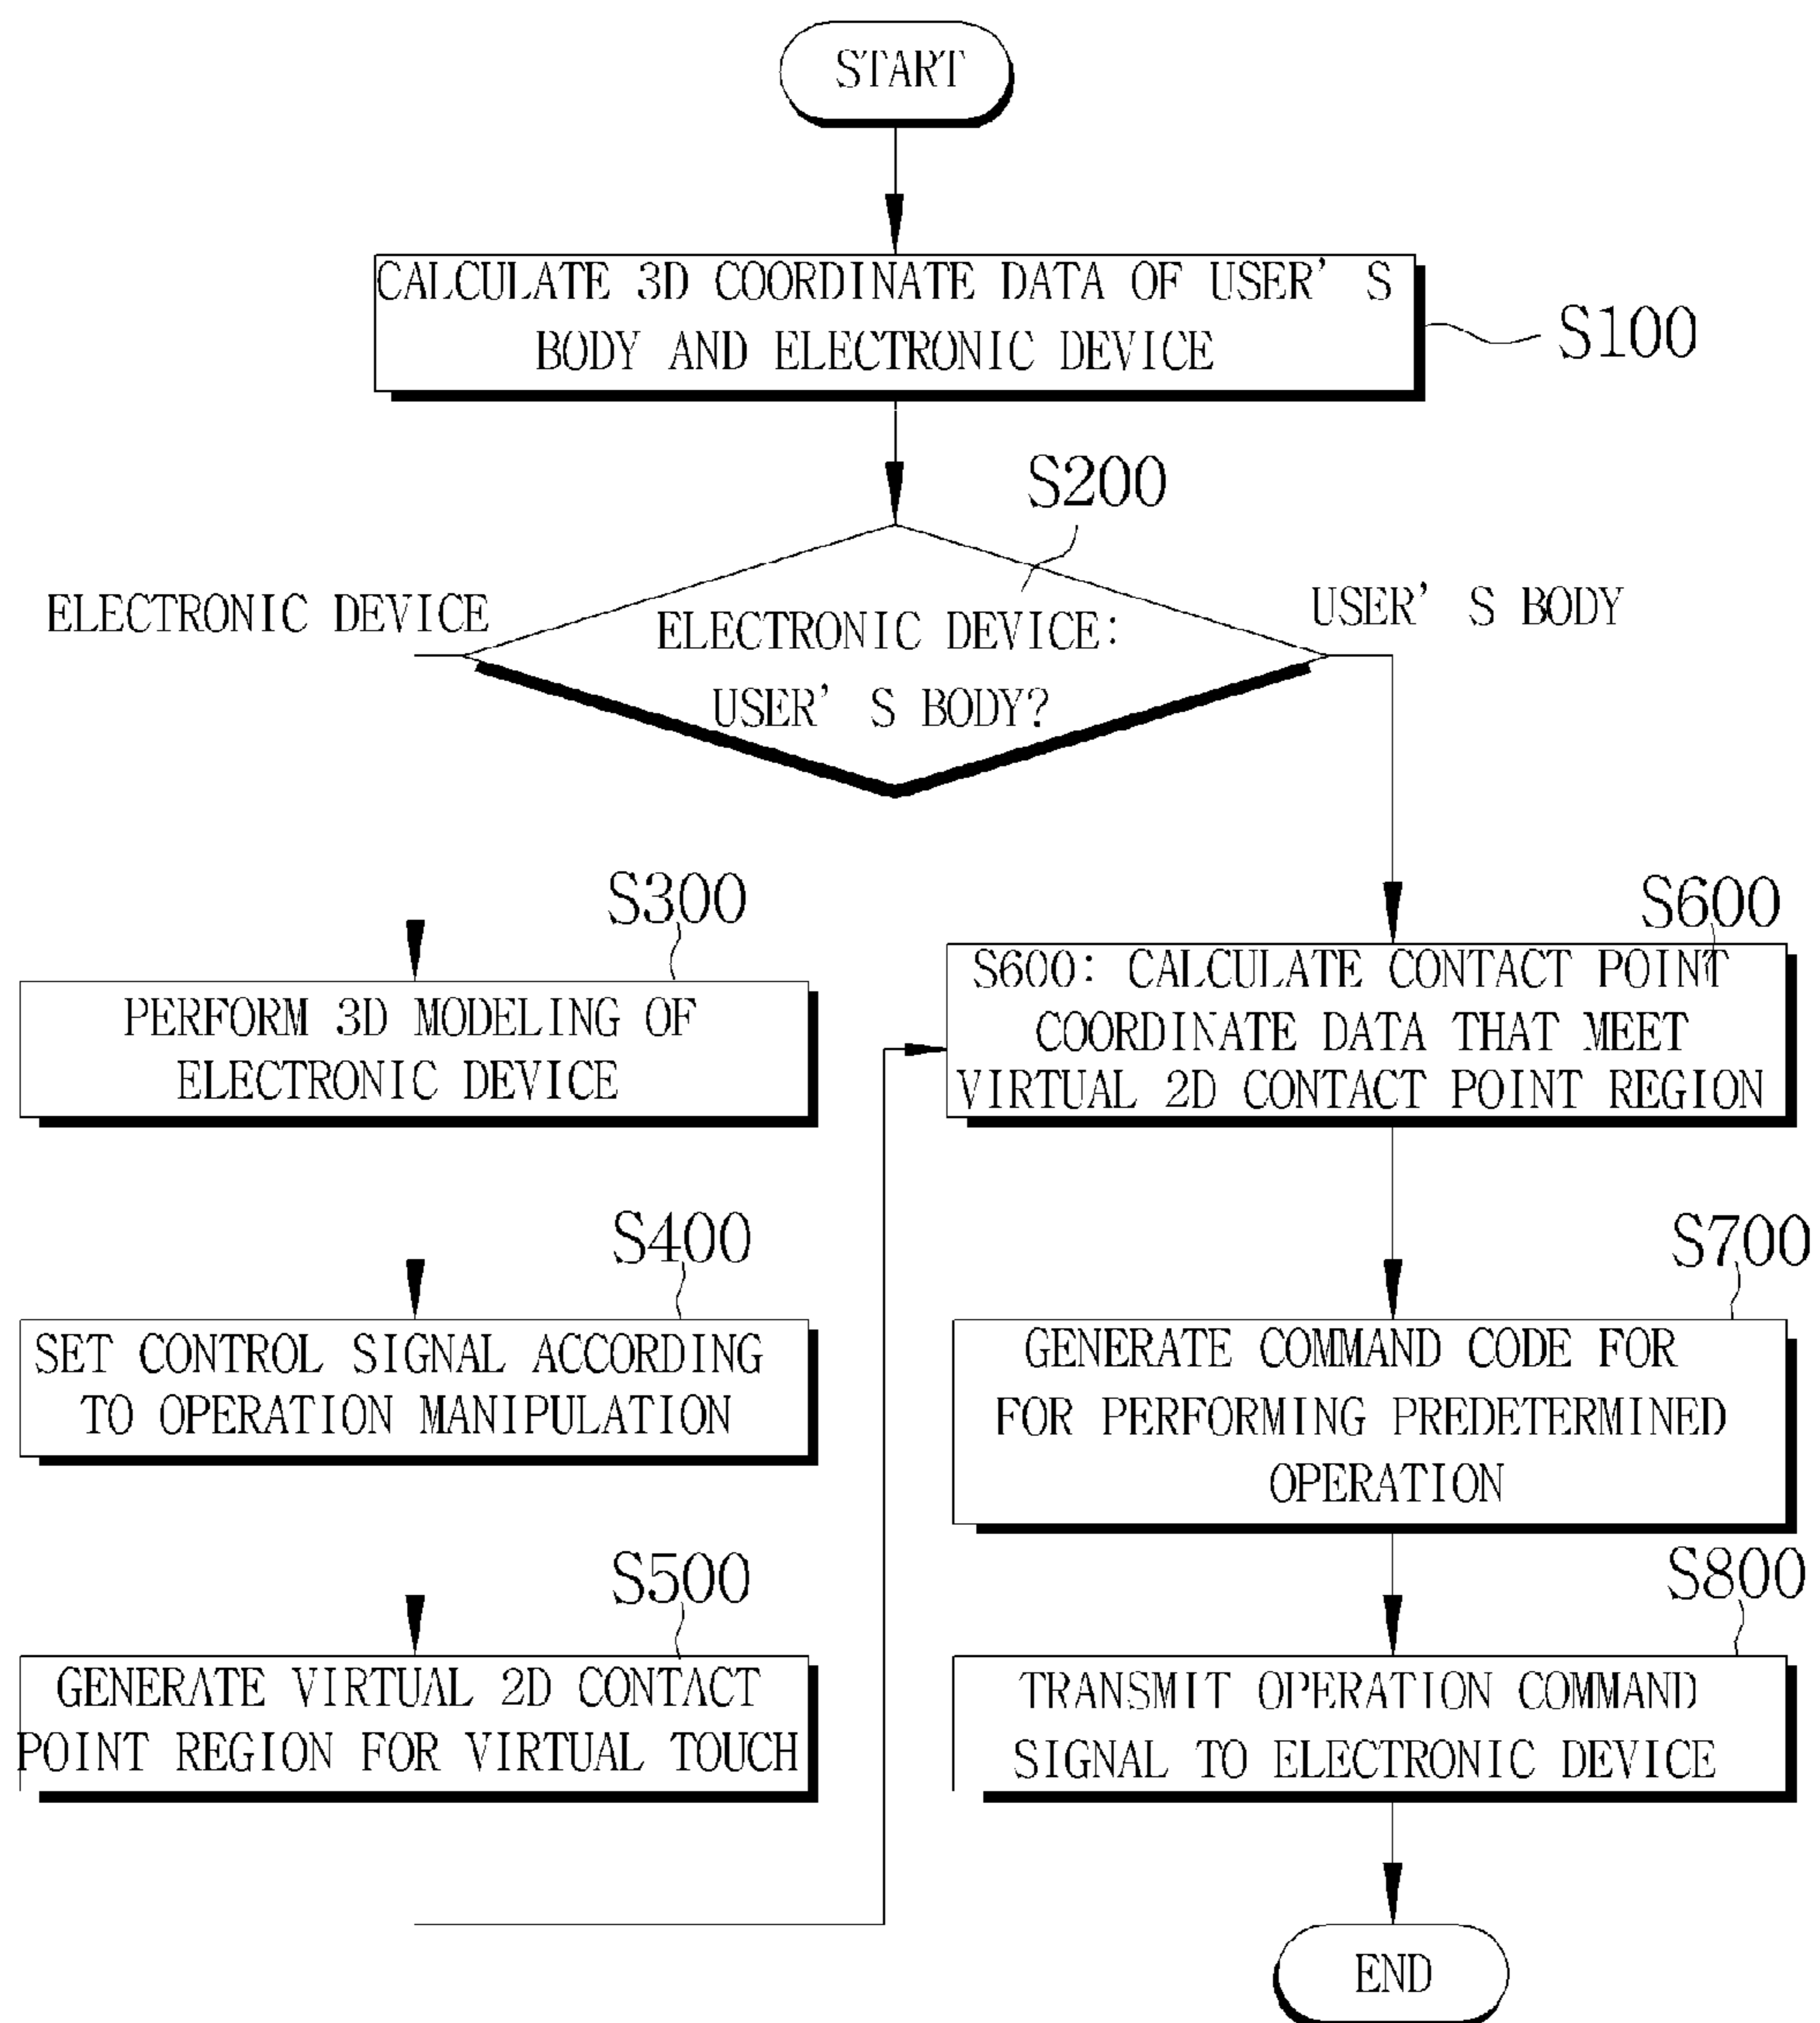 START
CALCULATE 3D COORDINATE DATA OF USER'S
BODY AND ELECTRONIC DEVICE
S100
S200
ELECTRONIC DEVICE
ELECTRONIC DEVICE:
USER'S BODY?
USER'S BODY
S300
PERFORM 3D MODELING OF
ELECTRONIC DEVICE
S400
SET CONTROL SIGNAL ACCORDING
TO OPERATION MANIPULATION
S500
GENERATE VIRTUAL 2D CONTACT
POINT REGION FOR VIRTUAL TOUCH
S600
S600: CALCULATE CONTACT POINT
COORDINATE DATA THAT MEET
VIRTUAL 2D CONTACT POINT REGION
S700
GENERATE COMMAND CODE FOR
FOR PERFORMING PREDETERMINED
OPERATION
S800
TRANSMIT OPERATION COMMAND
SIGNAL TO ELECTRONIC DEVICE
END